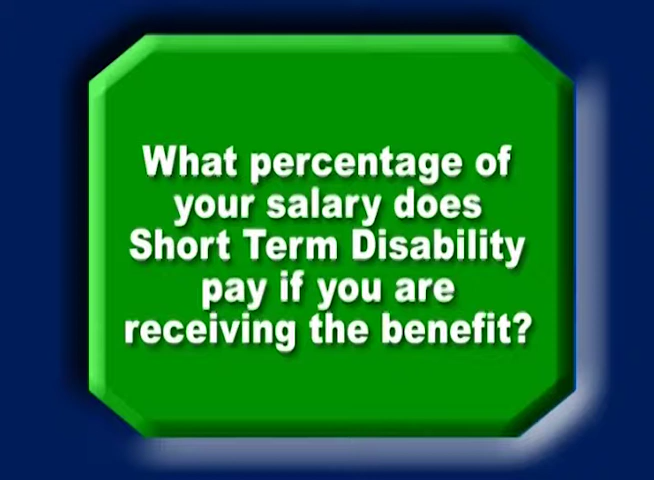 What percentage of
your salary does
Short Term Disability
pay if you are
receiving the benefit?